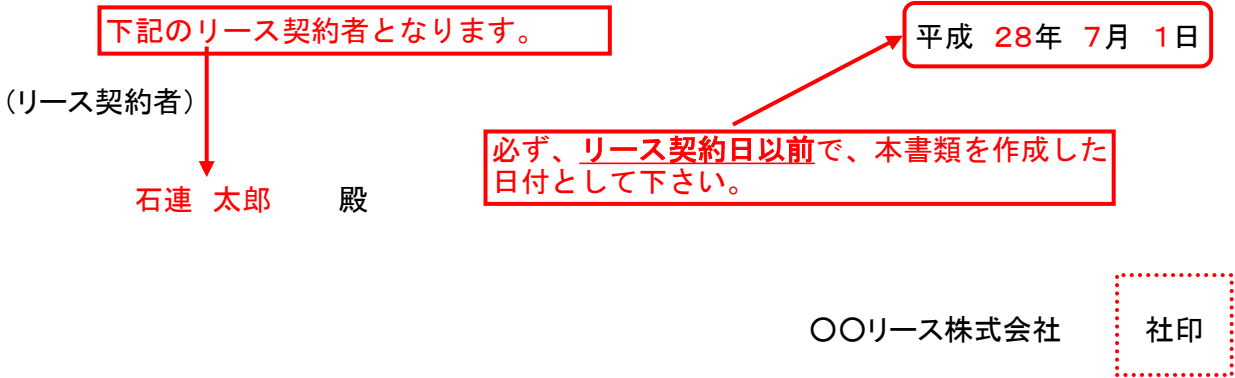 下記のリース契約者となります。
平成 28年 7月 1日
(リース契約者)
必ず、リース契約日以前で、本書類を作成した
日付として下さい。
石連 太郎 殿
〇〇リース株式会社 社印